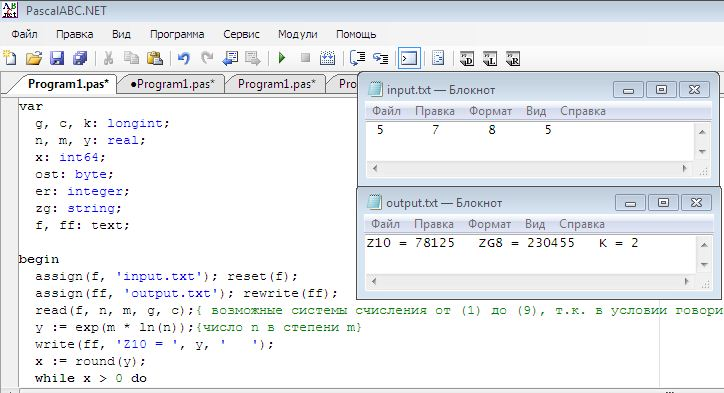 PascalABC.NET
Файл Правка Вид Программа Сервис Модули Помощь
Program1.pas* ●Program1.pas* Program1.pas*
var
g, c, k: longint;
n, m, y: real;
x: int64;
ост: byte;
er: integer;
zg: string;
f, ff: text;
begin
assign(f, 'input.txt'); reset(f);
assign(ff, 'output.txt'); rewrite(ff);
read(f, n, m, g, c);{ возможные системы счисления от (1) до (9), т.к. в условии говори
y := exp(m * ln(n));{число n в степени m}
write(ff, 'Z10 = ', y, '   ');
x := round(y);
while x > 0 do
input.txt — Блокнот
Файл Правка Формат Вид Справка
5 7 8 5
output.txt — Блокнот
Файл Правка Формат Вид Справка
Z10 = 78125 ZG8 = 230455 K = 2